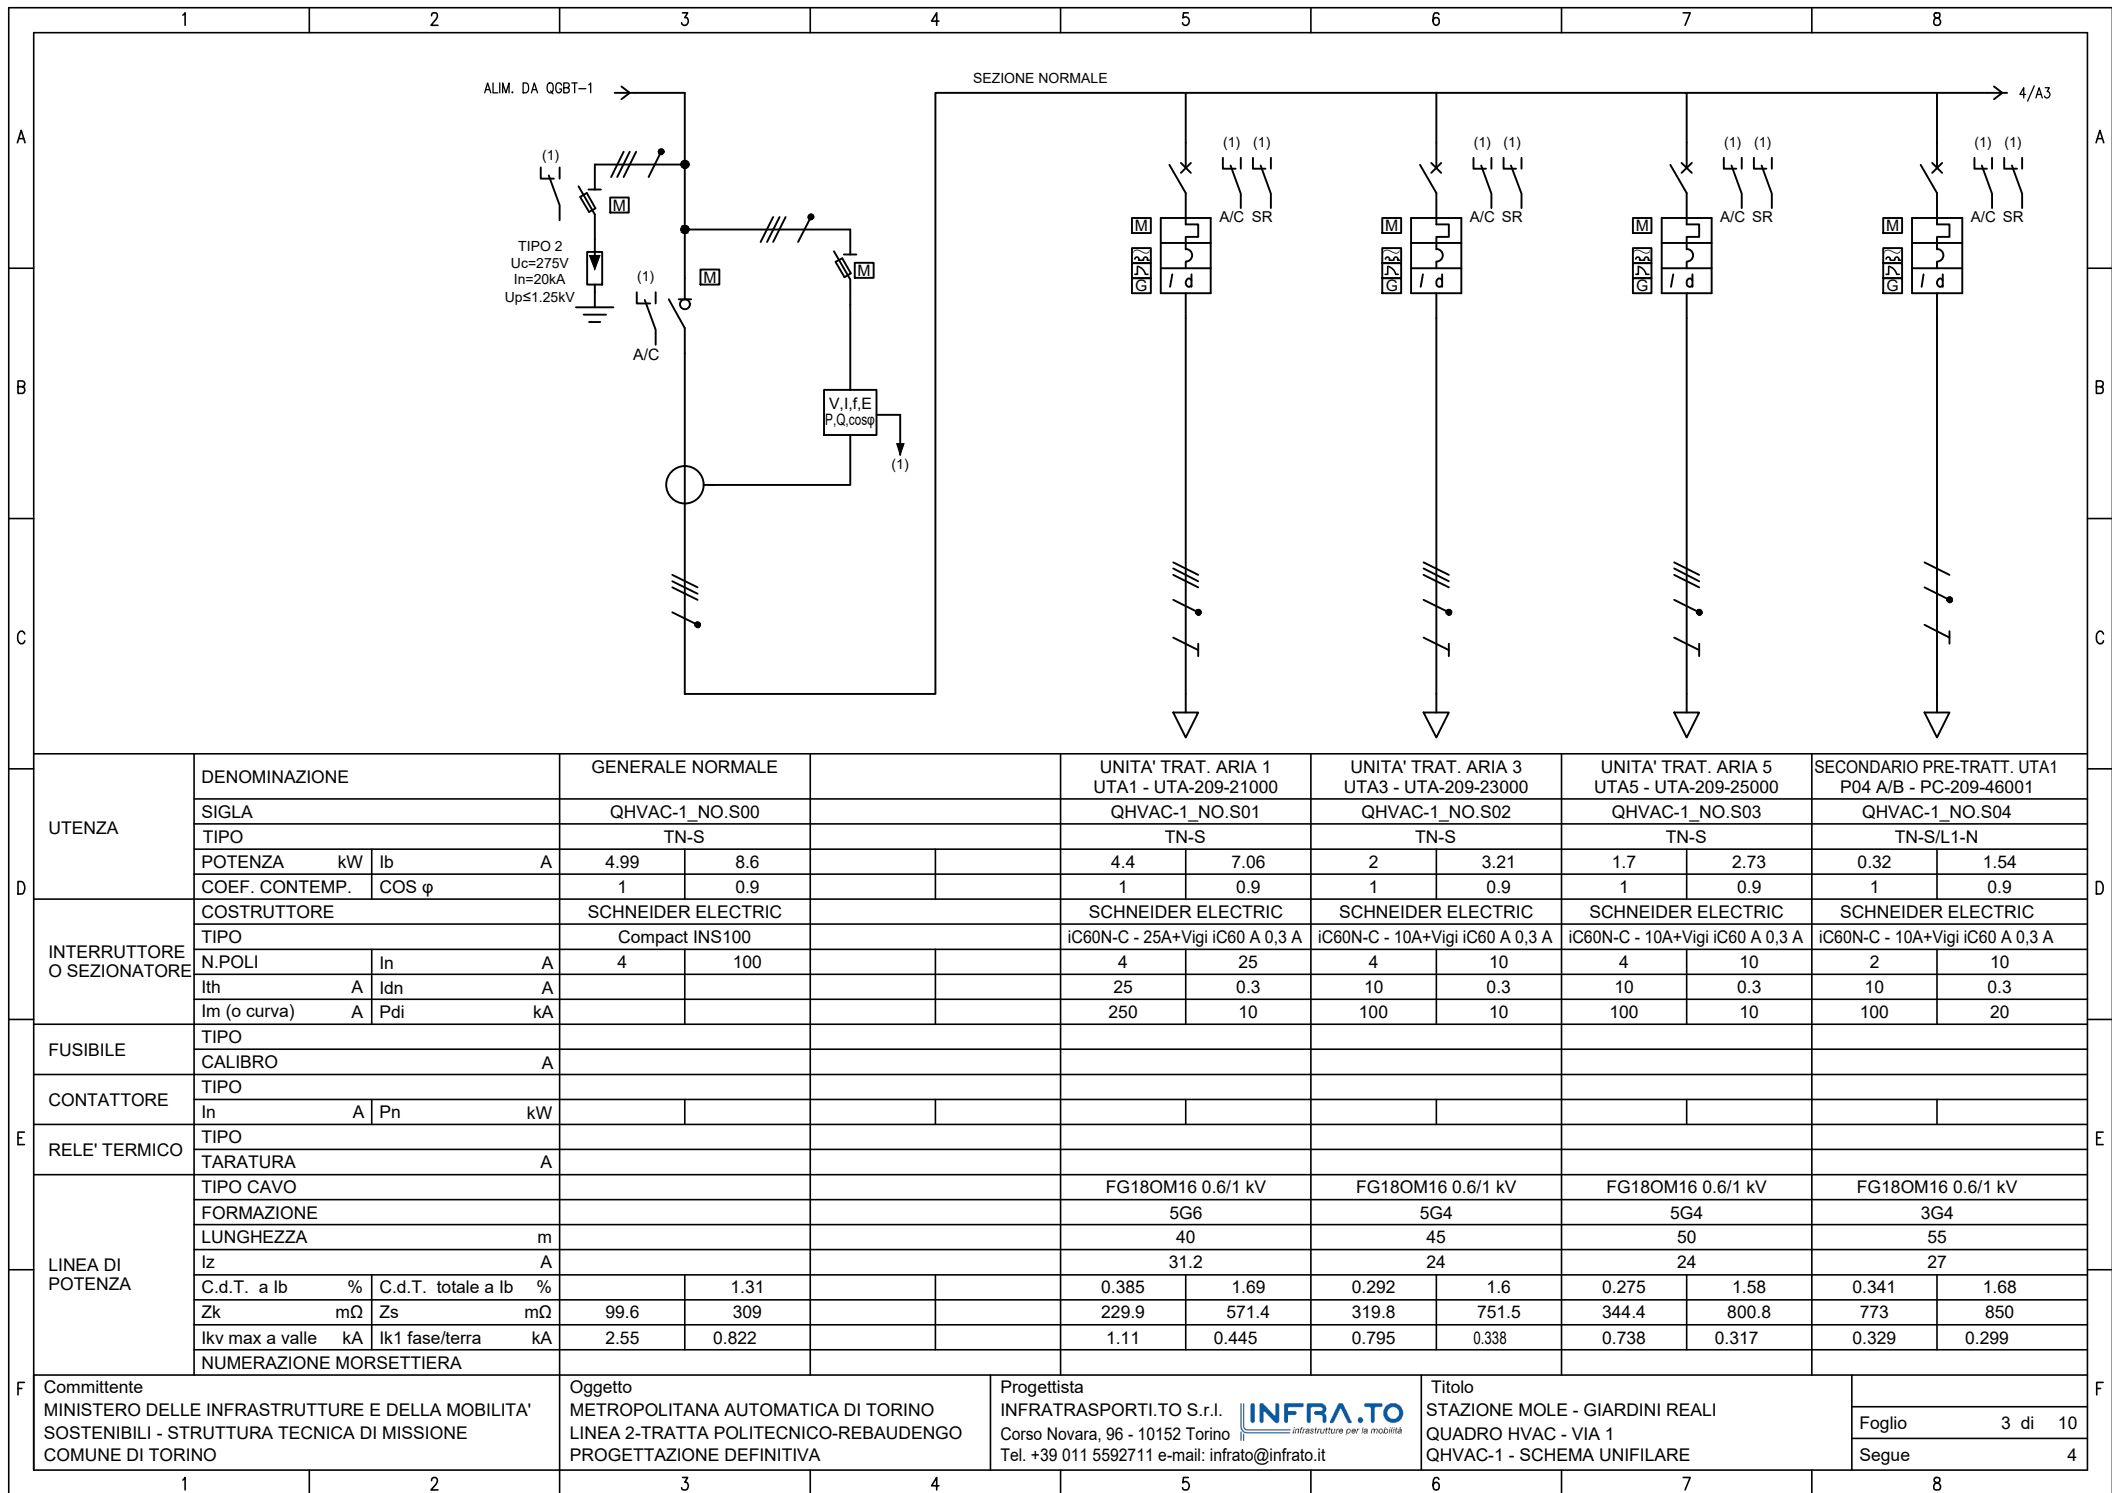 1 2 3 4 5 6 7 8
SEZIONE NORMALE
ALIM. DA QGBT-1
4/A3
A A
(1) (1) (1) (1) (1) (1) (1) (1) (1)
M
A/C SR A/C SR A/C SR A/C SR
M M M M
TIPO 2
Uc=275V
In=20kA
Up≤1.25kV
(1)
M M
G G G G
I d I d I d I d
A/C
B B
V,I,f,E
P,Q,cosφ
(1)
C C
UTENZA
DENOMINAZIONE
GENERALE NORMALE
UNITA' TRAT. ARIA 1
UTA1 - UTA-209-21000
UNITA' TRAT. ARIA 3
UTA3 - UTA-209-23000
UNITA' TRAT. ARIA 5
UTA5 - UTA-209-25000
SECONDARIO PRE-TRATT. UTA1
P04 A/B - PC-209-46001
SIGLA QHVAC-1_NO.S00 QHVAC-1_NO.S01 QHVAC-1_NO.S02 QHVAC-1_NO.S03 QHVAC-1_NO.S04
TIPO TN-S TN-S TN-S TN-S TN-S/L1-N
POTENZA kW Ib A 4.99 8.6 4.4 7.06 2 3.21 1.7 2.73 0.32 1.54
D D
COEF. CONTEMP. COS φ 1 0.9 1 0.9 1 0.9 1 0.9 1 0.9
INTERRUTTORE
O SEZIONATORE
COSTRUTTORE SCHNEIDER ELECTRIC SCHNEIDER ELECTRIC SCHNEIDER ELECTRIC SCHNEIDER ELECTRIC SCHNEIDER ELECTRIC
TIPO Compact INS100 iC60N-C - 25A+Vigi iC60 A 0,3 A iC60N-C - 10A+Vigi iC60 A 0,3 A iC60N-C - 10A+Vigi iC60 A 0,3 A iC60N-C - 10A+Vigi iC60 A 0,3 A
N.POLI In A 4 100 4 25 4 10 4 10 2 10
Ith A Idn A 25 0.3 10 0.3 10 0.3 10 0.3
Im (o curva) A Pdi kA 250 10 100 10 100 10 100 20
FUSIBILE
TIPO
CALIBRO A
CONTATTORE
TIPO
In A Pn kW
E E
RELE' TERMICO
TIPO
TARATURA A
LINEA DI
POTENZA
TIPO CAVO FG18OM16 0.6/1 kV FG18OM16 0.6/1 kV FG18OM16 0.6/1 kV FG18OM16 0.6/1 kV
FORMAZIONE 5G6 5G4 5G4 3G4
LUNGHEZZA m 40 45 50 55
Iz A 31.2 24 24 27
C.d.T. a Ib % C.d.T. totale a Ib % 1.31 0.385 1.69 0.292 1.6 0.275 1.58 0.341 1.68
Zk mΩ Zs mΩ 99.6 309 229.9 571.4 319.8 751.5 344.4 800.8 773 850
Ikv max a valle kA Ik1 fase/terra kA 2.55 0.822 1.11 0.445 0.795 0.338 0.738 0.317 0.329 0.299
NUMERAZIONE MORSETTIERA
F F
Committente
MINISTERO DELLE INFRASTRUTTURE E DELLA MOBILITA'
SOSTENIBILI - STRUTTURA TECNICA DI MISSIONE
COMUNE DI TORINO
Oggetto
METROPOLITANA AUTOMATICA DI TORINO
LINEA 2-TRATTA POLITECNICO-REBAUDENGO
PROGETTAZIONE DEFINITIVA
Progettista
INFRATRASPORTI.TO S.r.l.
Corso Novara, 96 - 10152 Torino
Tel. +39 011 5592711 e-mail: infrato@infrato.it
INFRA.TO
infrastrutture per la mobilità
Titolo
STAZIONE MOLE - GIARDINI REALI
QUADRO HVAC - VIA 1
QHVAC-1 - SCHEMA UNIFILARE
Foglio 3 di 10
Segue 4
1 2 3 4 5 6 7 8